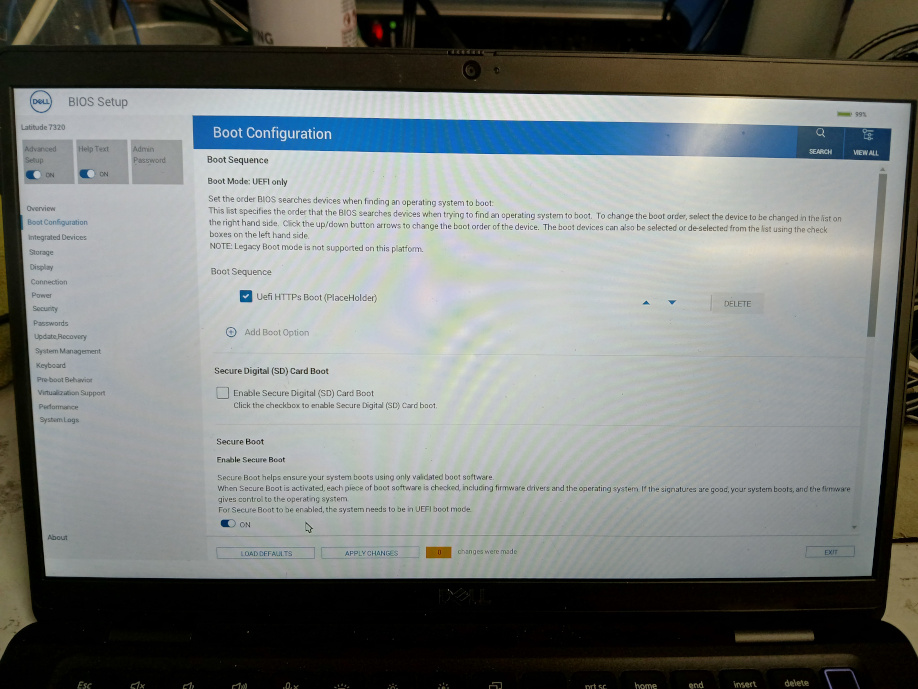 NG
DELL
BIOS Setup
99%
Latitude 7320
Advanced
Setup
ON
Help Text
ON
Admin
Password
Boot Configuration
SEARCH
VIEW ALL
Overview
Boot Configuration
Integrated Devices
Storage
Display
Connection
Power
Security
Passwords
Update,Recovery
System Management
Keyboard
Pre-boot Behavior
Virtualization Support
Performance
System Logs
About
Boot Sequence
Boot Mode: UEFI only
Set the order BIOS searches devices when finding an operating system to boot:
This list specifies the order that the BIOS searches devices when trying to find an operating system to boot. To change the boot order, select the device to be changed in the list on
the right hand side. Click the up/down button arrows to change the boot order of the device. The boot devices can also be selected or de-selected from the list using the check
boxes on the left hand side.
NOTE: Legacy Boot mode is not supported on this platform.
Boot Sequence
Uefi HTTPs Boot (PlaceHolder)
DELETE
Add Boot Option
Secure Digital (SD) Card Boot
Enable Secure Digital (SD) Card Boot
Click the checkbox to enable Secure Digital (SD) Card boot.
Secure Boot
Enable Secure Boot
Secure Boot helps ensure your system boots using only validated boot software.
When Secure Boot is activated, each piece of boot software is checked, including firmware drivers and the operating system. If the signatures are good, your system boots, and the firmware
gives control to the operating system.
For Secure Boot to be enabled, the system needs to be in UEFI boot mode.
ON
LOAD DEFAULTS
APPLY CHANGES
0
changes were made
EXIT
DELL
Esc
prt sc
home
end
insert
delete